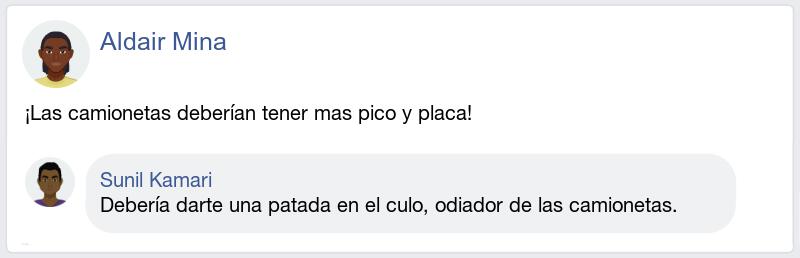 Aldair Mina
¡Las camionetas deberían tener mas pico y placa!
Sunil Kamari
Debería darte una patada en el culo, odiador de las camionetas.